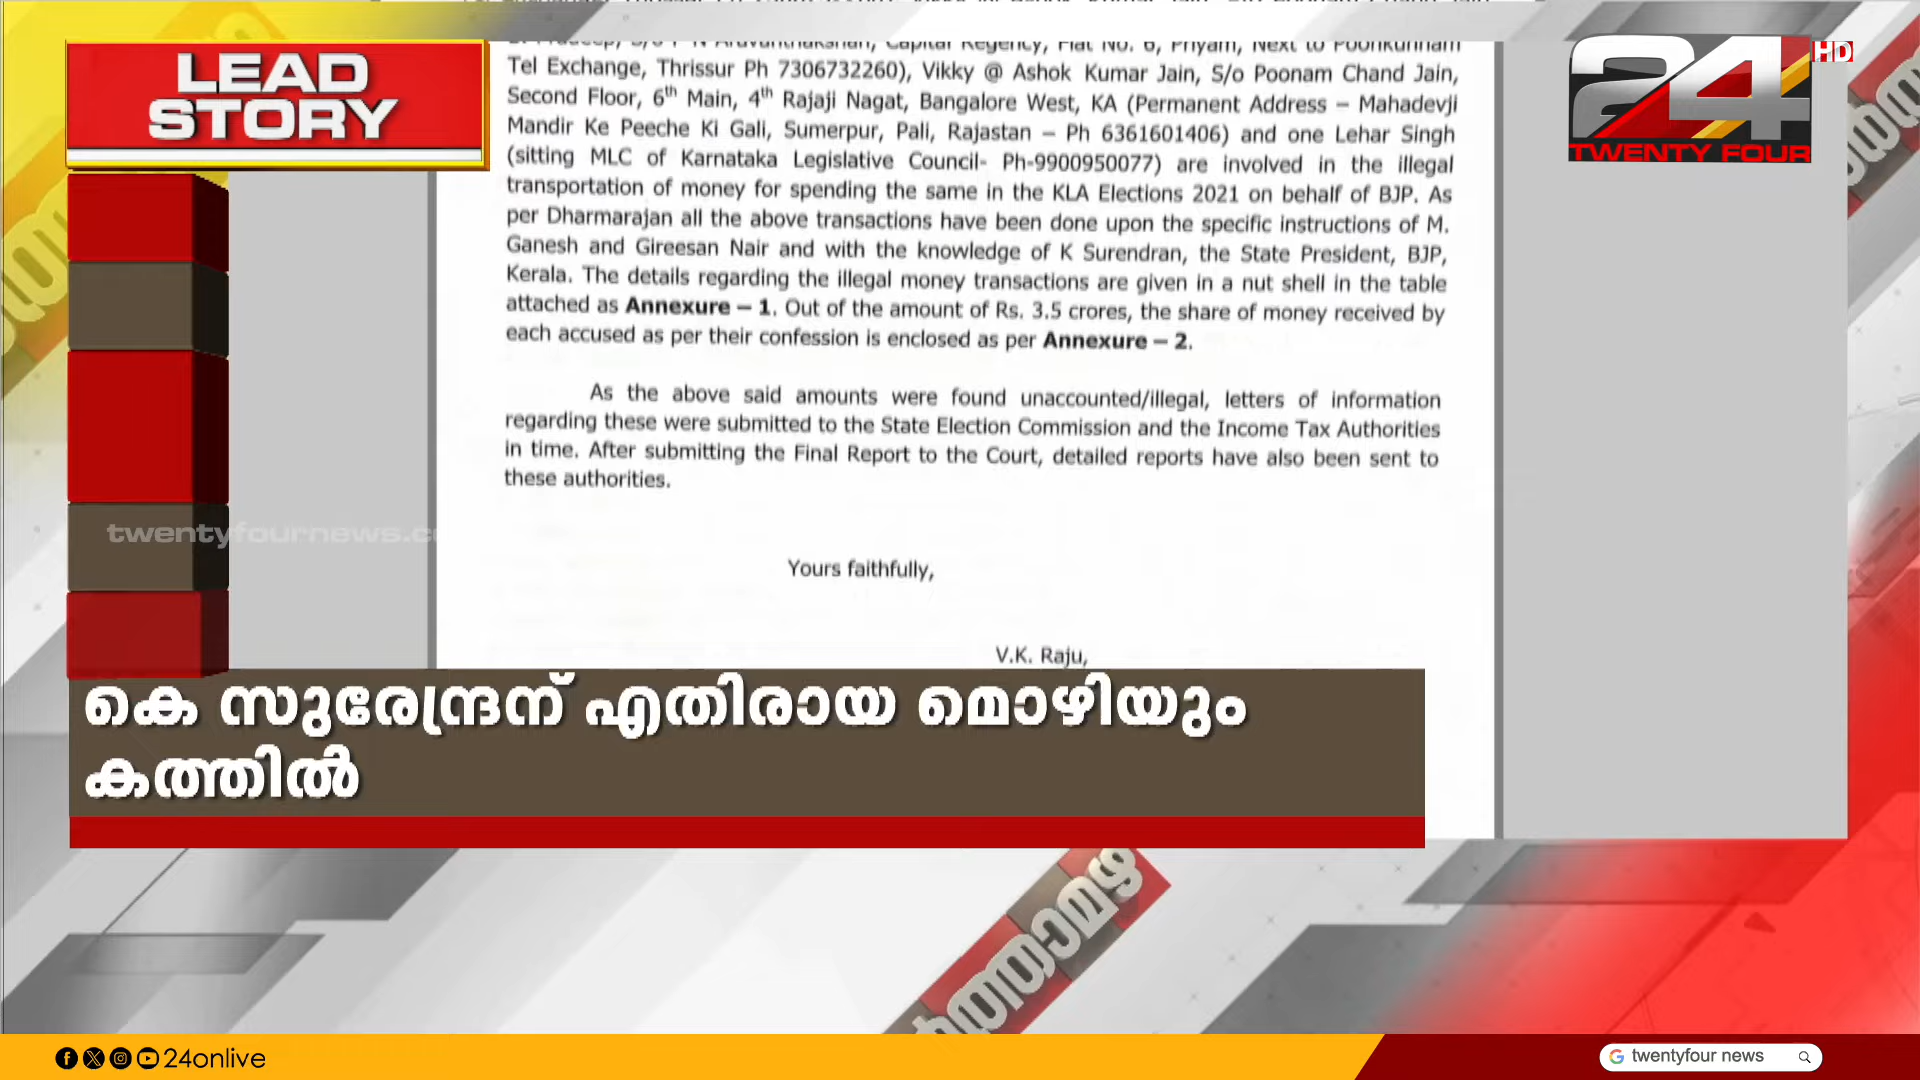 LEAD
STORY
24
HD
TWENTY FOUR
Tel Exchange, Thrissur Ph 7306732260), Vikky @ Ashok Kumar Jain, S/o Poonam Chand Jain,
Second Floor, 6th Main, 4th Rajaji Nagat, Bangalore West, KA (Permanent Address – Mahadevji
Mandir Ke Peeche Ki Gali, Sumerpur, Pali, Rajastan – Ph 6361601406) and one Lehar Singh
(sitting MLC of Karnataka Legislative Council- Ph-9900950077) are involved in the illegal
transportation of money for spending the same in the KLA Elections 2021 on behalf of BJP. As
per Dharmarajan all the above transactions have been done upon the specific instructions of M.
Ganesh and Gireesan Nair and with the knowledge of K Surendran, the State President, BJP,
Kerala. The details regarding the illegal money transactions are given in a nut shell in the table
attached as Annexure – 1. Out of the amount of Rs. 3.5 crores, the share of money received by
each accused as per their confession is enclosed as per Annexure – 2.
As the above said amounts were found unaccounted/illegal, letters of information
regarding these were submitted to the State Election Commission and the Income Tax Authorities
in time. After submitting the Final Report to the Court, detailed reports have also been sent to
these authorities.
twentyfournews.c
Yours faithfully,
V.K. Raju,
കെ സുരേന്ദ്രന് എതിരായ മൊഴിയും
കത്തിൽ
24onlive
twentyfour news